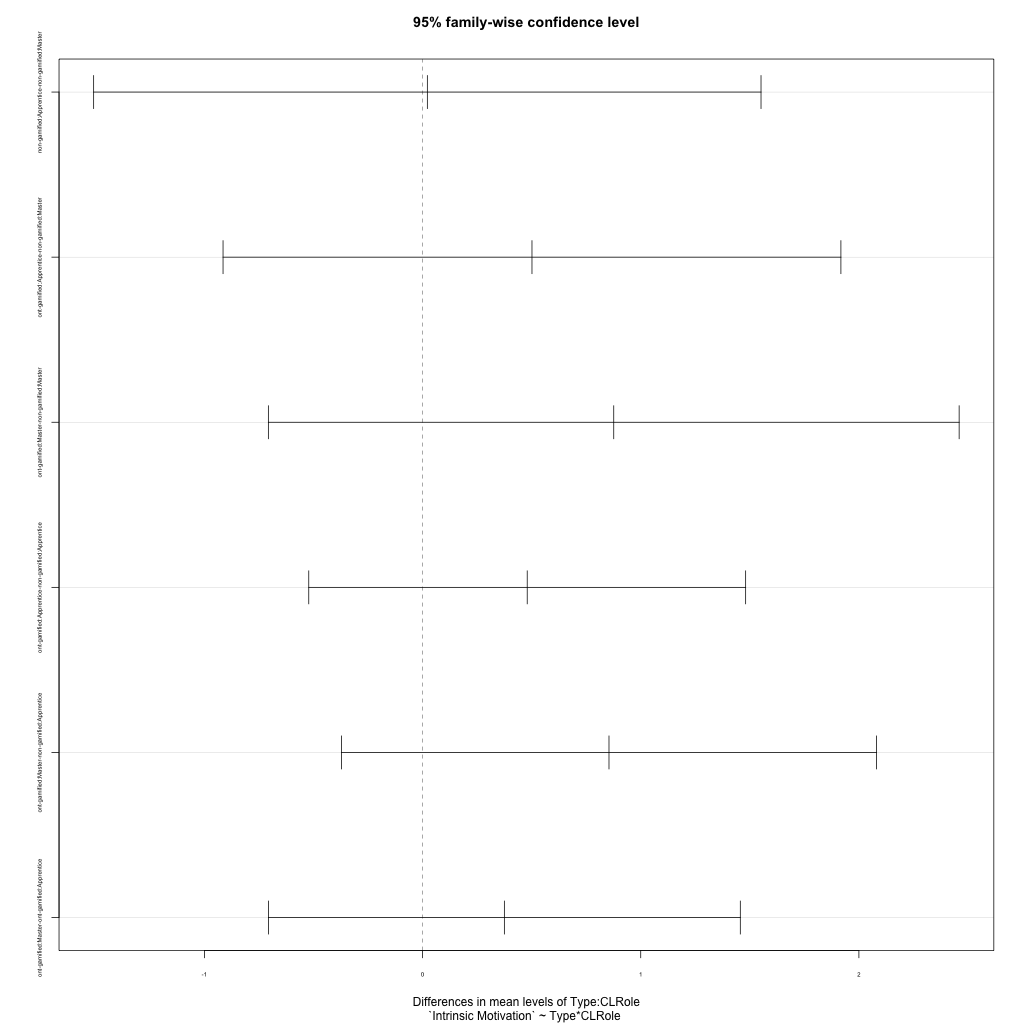 95% family-wise confidence level
non-gamified:Apprentice-non-gamified:Master
ont-gamified:Apprentice-non-gamified:Master
ont-gamified:Master-non-gamified:Master
ont-gamified:Apprentice-non-gamified:Apprentice
ont-gamified:Master-non-gamified:Apprentice
ont-gamified:Master-ont-gamified:Apprentice
-1 0 1 2
Differences in mean levels of Type:CLRole
`Intrinsic Motivation` ~ Type*CLRole